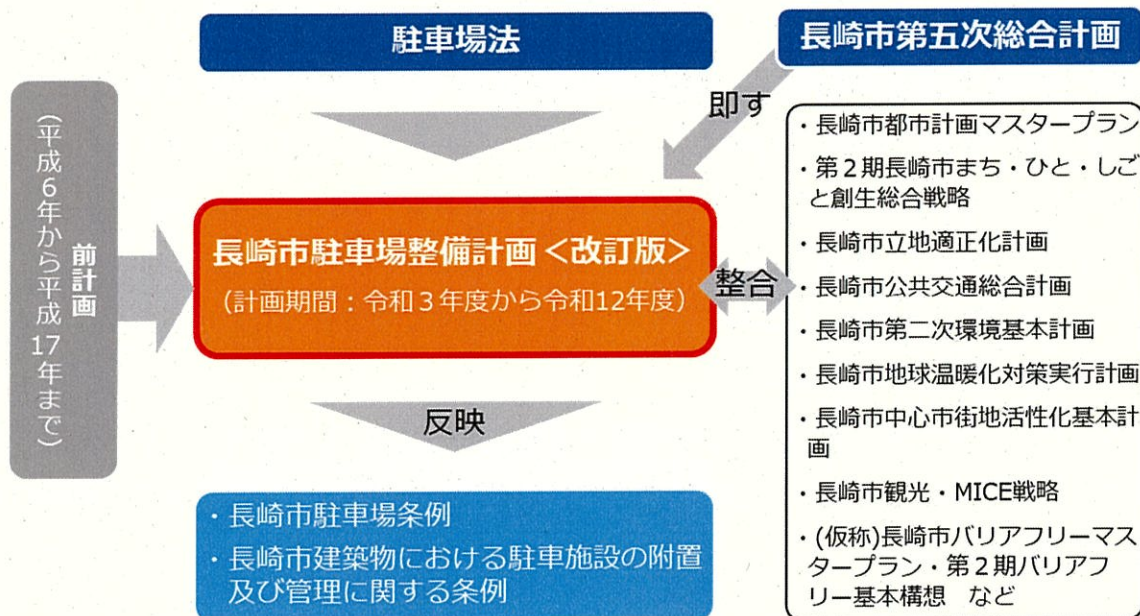 駐車場法
長崎市第五次総合計画
即す
前計画
(平成6年から平成17年まで)
長崎市駐車場整備計画<改訂版>
(計画期間：令和3年度から令和12年度)
整合
・長崎市都市計画マスタープラン
・第2期長崎市まち・ひと・しご
と創生総合戦略
・長崎市立地適正化計画
・長崎市公共交通総合計画
・長崎市第二次環境基本計画
・長崎市地球温暖化対策実行計画
・長崎市中心市街地活性化基本計
画
・長崎市観光・MICE戦略
・(仮称)長崎市バリアフリーマス
タープラン・第2期バリアフ
リー基本構想　など
反映
・長崎市駐車場条例
・長崎市建築物における駐車施設の附置
及び管理に関する条例